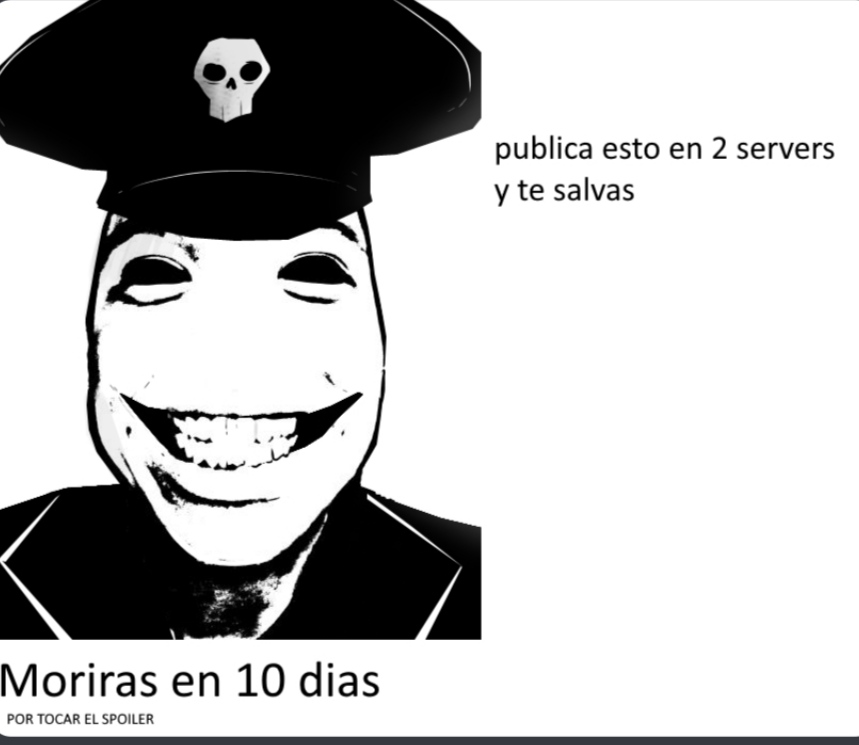 publica esto en 2 servers
y te salvas
Moriras en 10 dias
POR TOCAR EL SPOILER